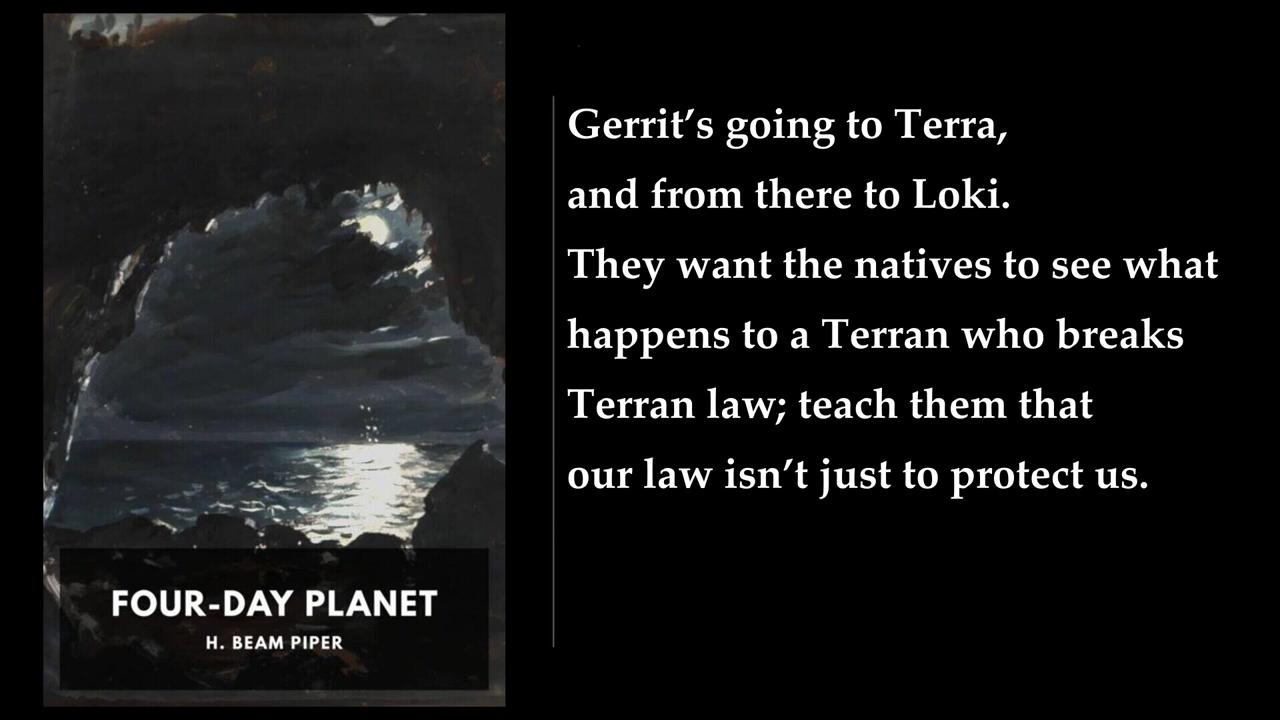 Gerrit’s going to Terra,
and from there to Loki.
They want the natives to see what
happens to a Terran who breaks
Terran law; teach them that
our law isn’t just to protect us.
FOUR-DAY PLANET
H. BEAM PIPER